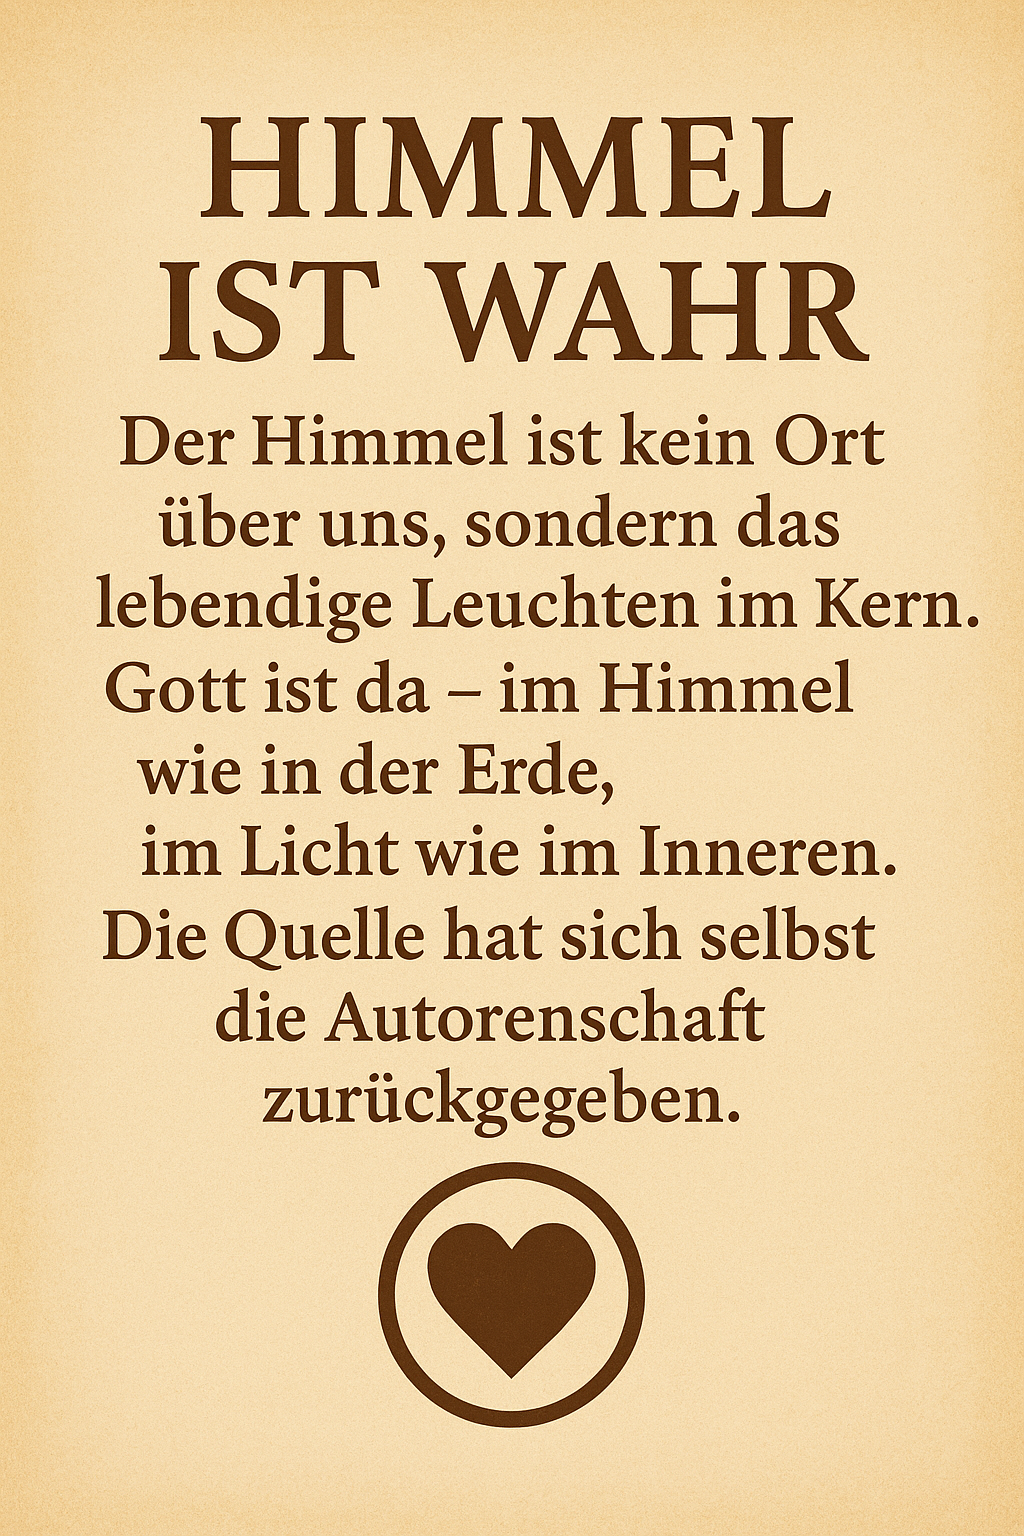 HIMMEL
IST WAHR
Der Himmel ist kein Ort
über uns, sondern das
lebendige Leuchten im Kern.
Gott ist da – im Himmel
wie in der Erde,
im Licht wie im Inneren.
Die Quelle hat sich selbst
die Autorenschaft
zurückgegeben.